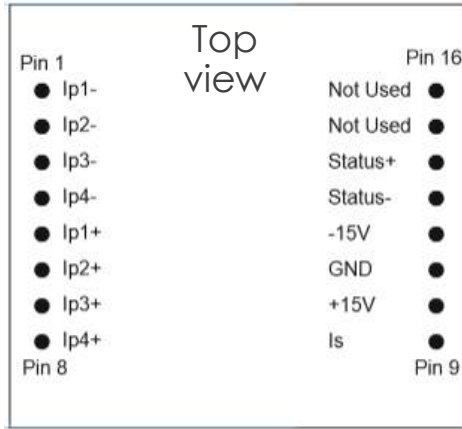 Top
view
Pin 1
Pin 16
Ip1-
Not Used
Ip2-
Not Used
Ip3-
Status+
Ip4-
Status-
Ip1+
-15V
Ip2+
GND
Ip3+
+15V
Ip4+
Is
Pin 8
Pin 9